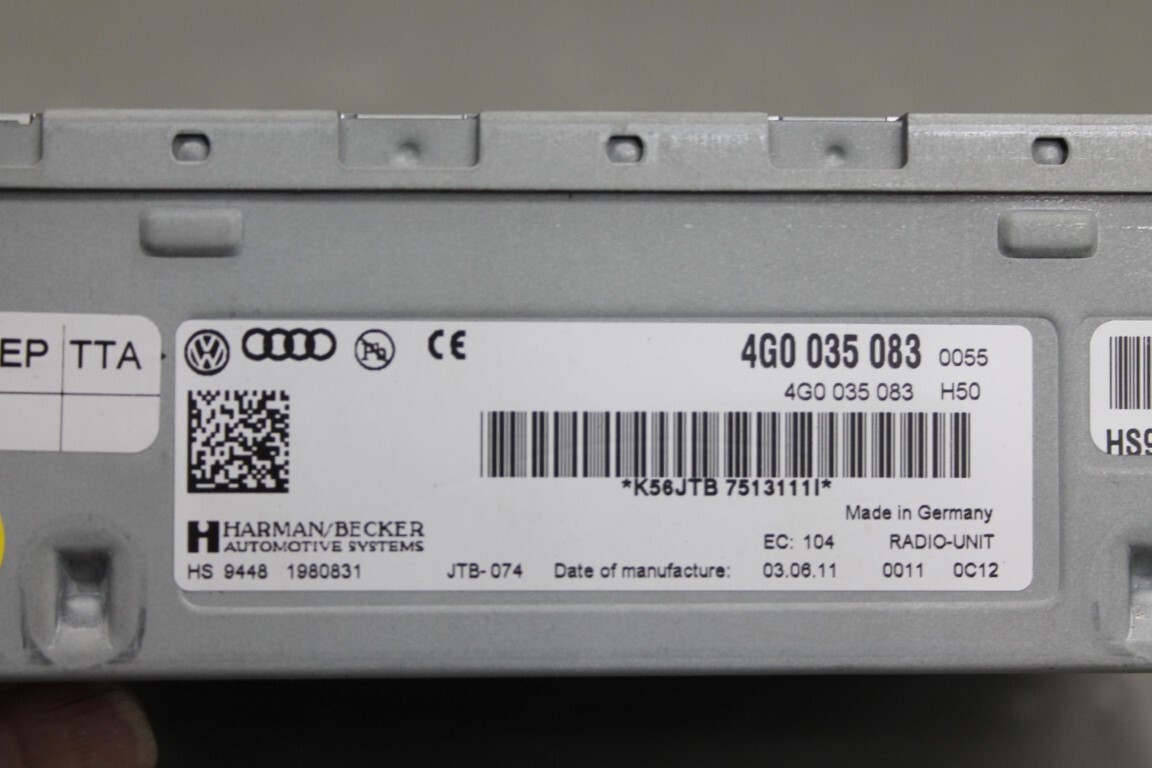 EP TTA
CE
4G0 035 083 0055
4G0 035 083 H50
*K56JTB 7513111I*
Made in Germany
HARMAN/BECKER
AUTOMOTIVE SYSTEMS
EC: 104 RADIO-UNIT
HS 9448 1980831 JTB-074 Date of manufacture: 03.06.11 0011 0C12
HS9